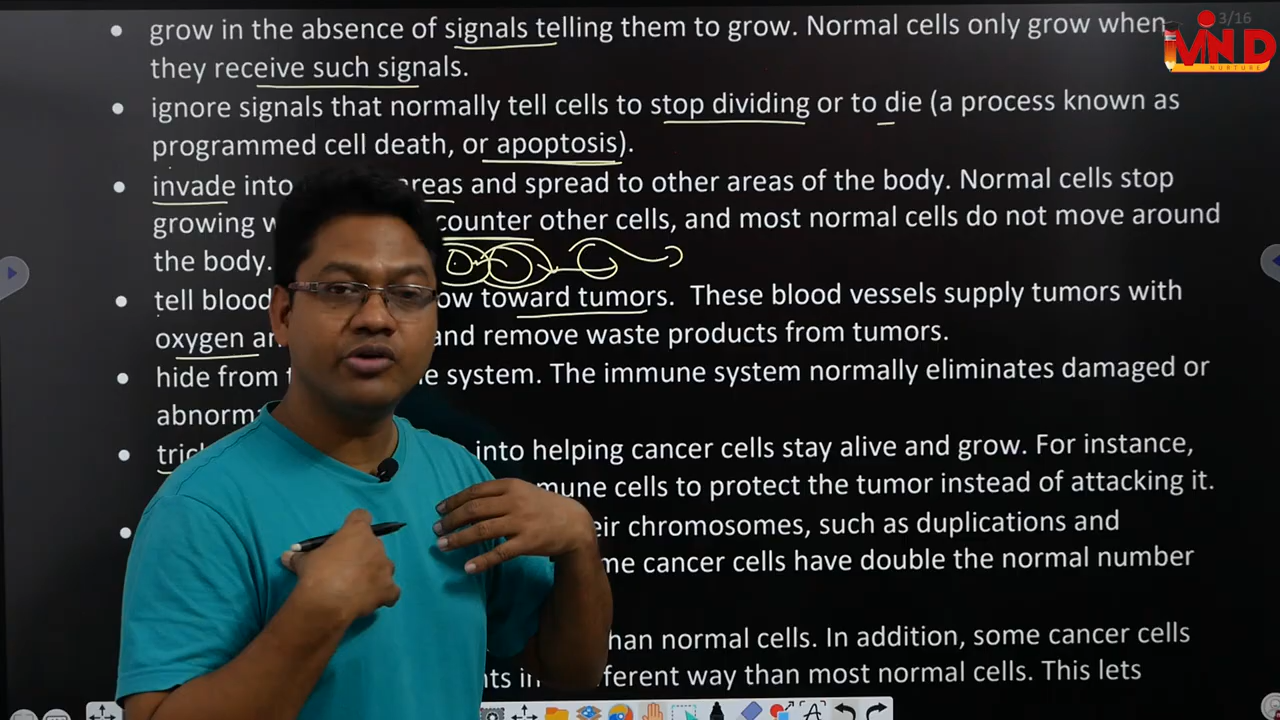 grow in the absence of signals telling them to grow. Normal cells only grow when
3/16
MND
NURTURE
they receive such signals.
ignore signals that normally tell cells to stop dividing or to die (a process known as
programmed cell death, or apoptosis).
invade into areas and spread to other areas of the body. Normal cells stop
growing counter other cells, and most normal cells do not move around
the body.
tell blood ow toward tumors. These blood vessels supply tumors with
oxygen and remove waste products from tumors.
hide from system. The immune system normally eliminates damaged or
abnorma
tric into helping cancer cells stay alive and grow. For instance,
mune cells to protect the tumor instead of attacking it.
eir chromosomes, such as duplications and
me cancer cells have double the normal number
han normal cells. In addition, some cancer cells
nts in fferent way than most normal cells. This lets